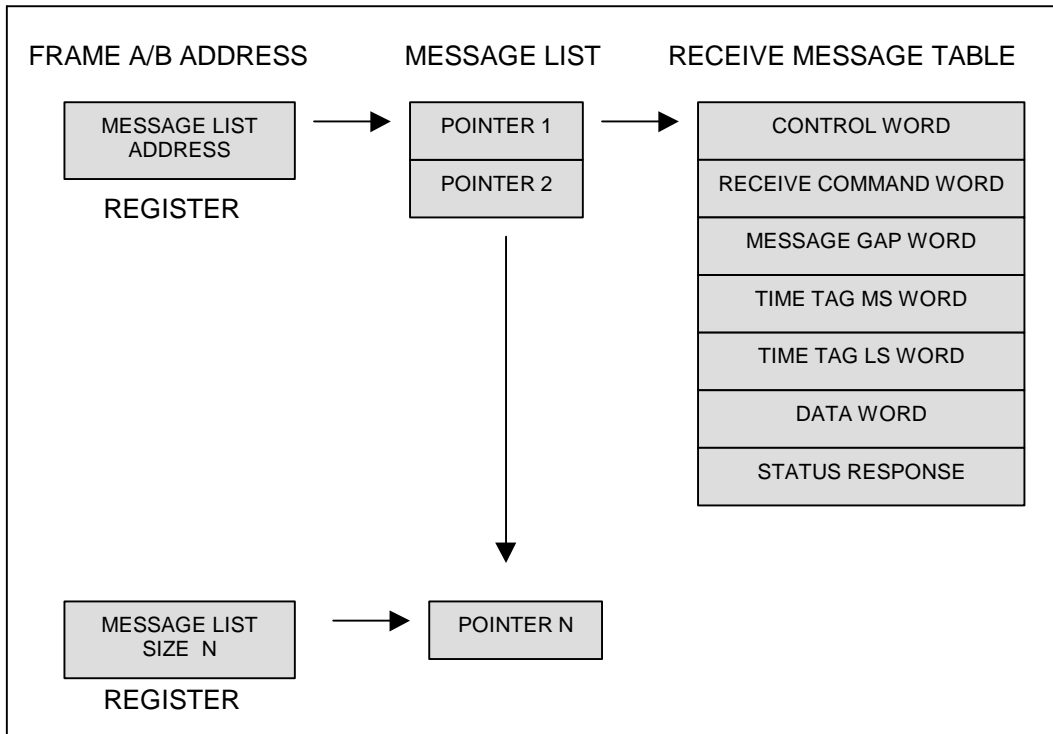 FRAME A/B ADDRESS
MESSAGE LIST
RECEIVE MESSAGE TABLE
MESSAGE LIST
ADDRESS
REGISTER
POINTER 1
POINTER 2
CONTROL WORD
RECEIVE COMMAND WORD
MESSAGE GAP WORD
TIME TAG MS WORD
TIME TAG LS WORD
DATA WORD
STATUS RESPONSE
MESSAGE LIST
SIZE N
REGISTER
POINTER N